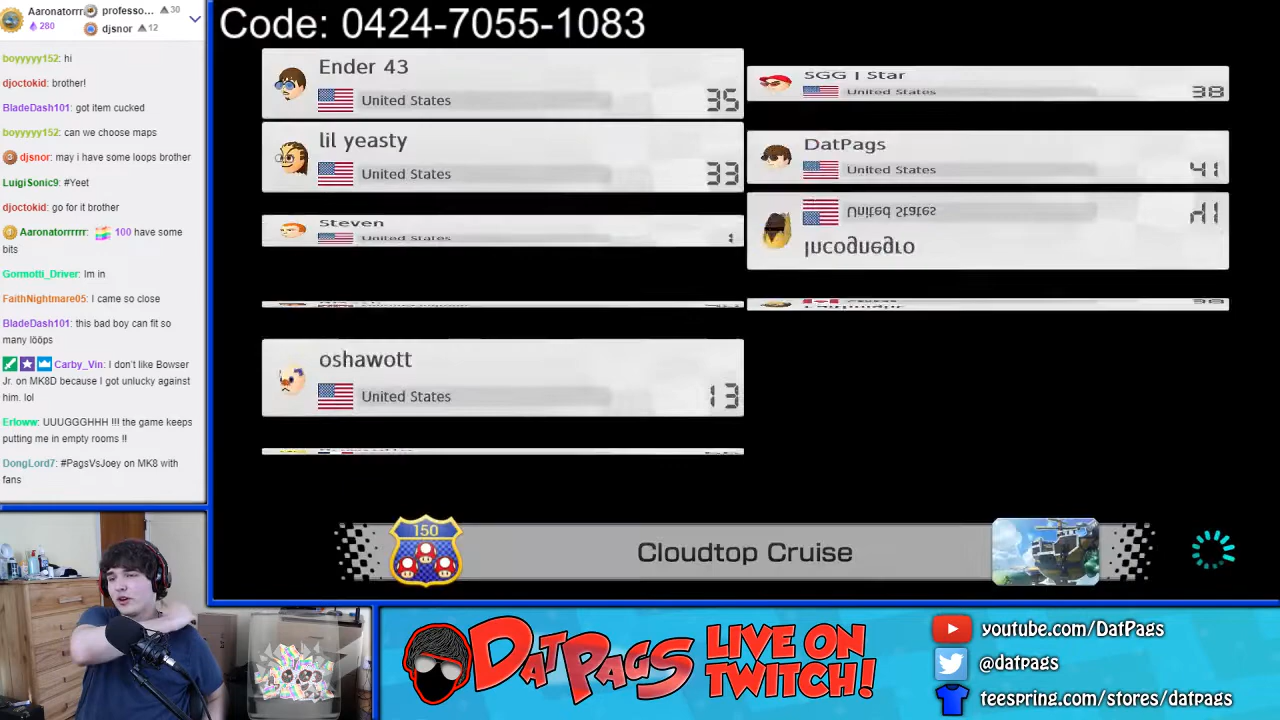 Aaronatorrr
280
professo... 30
djsnor 12
boyyyyy152: hi
djoctokid: brother!
BladeDash101: got item cucked
boyyyyy152: can we choose maps
djsnor: may i have some loops brother
LuigiSonic9: #Yeet
djoctokid: go for it brother
Aaronatorrrrr: 100 have some
bits
Gormotti_Driver: Im in
FaithNightmare05: I came so close
BladeDash101: this bad boy can fit so
many lööps
Carby_Vin: I don't like Bowser
Jr. on MK8D because I got unlucky against
him. lol
Erloww: UUUGGGHHH !!! the game keeps
putting me in empty rooms !!
DongLord7: #PagsVsJoey on MK8 with
fans
Code: 0424-7055-1083
Ender 43
United States 35
lil yeasty
United States 33
Steven
United States 1
oshawott
United States 13
SGG | Star
United States 38
DatPags
United States 41
United States
Incognegro
150
Cloudtop Cruise
DATPAGS LIVE ON TWITCH!
youtube.com/DatPags
@datpags
teespring.com/stores/datpags